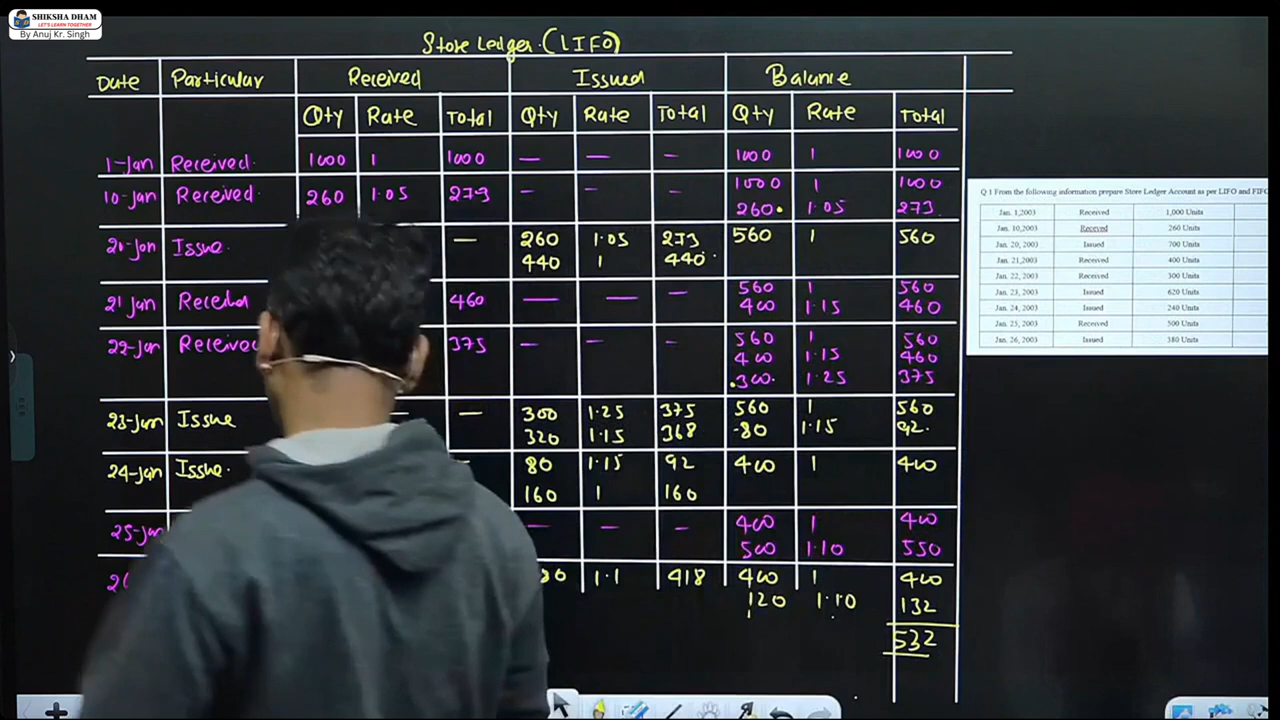 SHIKSHA DHAM
LET'S LEARN TOGETHER
By Anuj Kr. Singh
Store Ledger. (LIFO)
Date Particular Received Issued Balance
Qty Rate Total Qty Rate Total Qty Rate Total
1-Jan Received. 1000 1 1000 — — — 1000 1 1000
10-Jan Received. 260 1.05 273 - - - 1000 1 1000
260. 1.05 273.
20-Jan Issue. — 260 1.05 273 560 1 560
440 1 440.
21 Jan Received 460 — — - 560 1 560
400 1.15 460
22-Jan Received 375 - - - 560 1 560
400 1.15 460
.300. 1.25 375
23-Jan Issue — — 300 1.25 375 560 1 560
320 1.15 368 80 1.15 92.
24-Jan Issue. 80 1.15 92 400 1 400
160 1 160
25-Jan — — - 400 1 400
500 1.10 550
1.1 418 400 1 400
120 1.10 132
532
Q.1 From the following information prepare Store Ledger Account as per LIFO and FIFO
Jan. 1,2003 Received 1,000 Units
Jan. 10,2003 Receved 260 Units
Jan. 20, 2003 Issued 700 Units
Jan. 21,2003 Received 400 Units
Jan. 22, 2003 Received 300 Units
Jan. 23, 2003 Issued 620 Units
Jan. 24, 2003 Issued 240 Units
Jan. 25, 2003 Received 500 Units
Jan. 26, 2003 Issued 380 Units